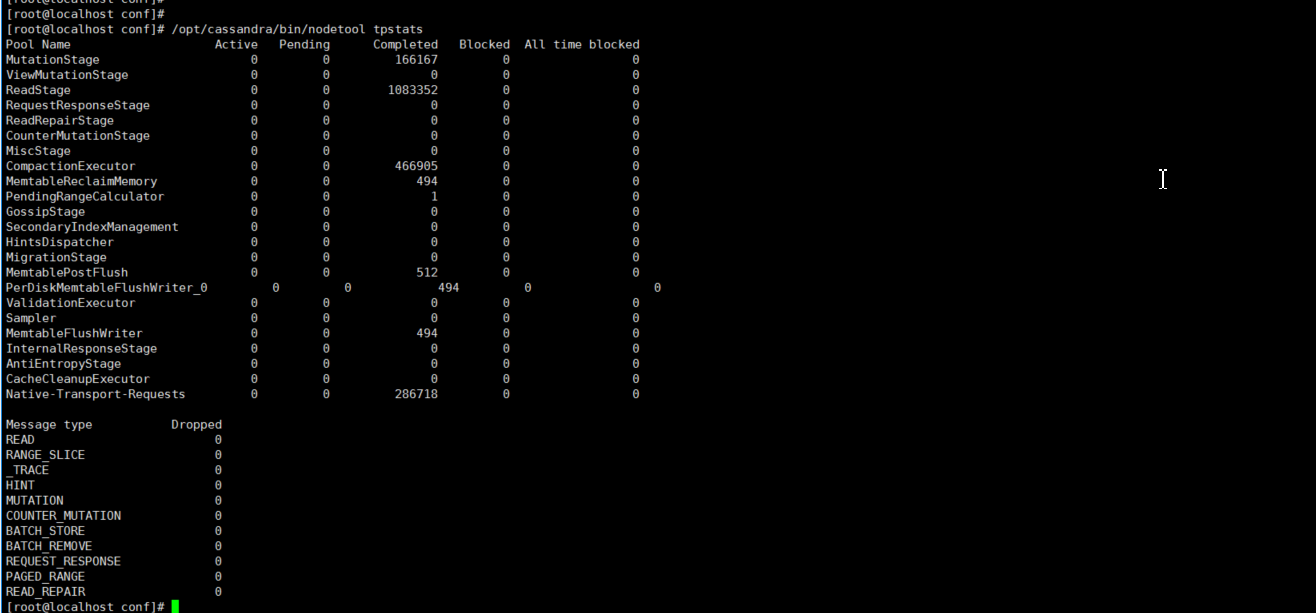 [root@localhost conf]#
[root@localhost conf]#
[root@localhost conf]# /opt/cassandra/bin/nodetool tpstats
Pool Name                    Active   Pending      Completed   Blocked  All time blocked
MutationStage                     0         0         166167         0                 0
ViewMutationStage                 0         0              0         0                 0
ReadStage                         0         0        1083352         0                 0
RequestResponseStage              0         0              0         0                 0
ReadRepairStage                   0         0              0         0                 0
CounterMutationStage              0         0              0         0                 0
MiscStage                         0         0              0         0                 0
CompactionExecutor                0         0         466905         0                 0
MemtableReclaimMemory             0         0            494         0                 0
PendingRangeCalculator            0         0              1         0                 0
GossipStage                       0         0              0         0                 0
SecondaryIndexManagement          0         0              0         0                 0
HintsDispatcher                   0         0              0         0                 0
MigrationStage                    0         0              0         0                 0
MemtablePostFlush                 0         0            512         0                 0
PerDiskMemtableFlushWriter_0         0         0            494         0                 0
ValidationExecutor                0         0              0         0                 0
Sampler                           0         0              0         0                 0
MemtableFlushWriter               0         0            494         0                 0
InternalResponseStage             0         0              0         0                 0
AntiEntropyStage                  0         0              0         0                 0
CacheCleanupExecutor              0         0              0         0                 0
Native-Transport-Requests         0         0         286718         0                 0
Message type           Dropped
READ                         0
RANGE_SLICE                  0
_TRACE                       0
HINT                         0
MUTATION                     0
COUNTER_MUTATION             0
BATCH_STORE                  0
BATCH_REMOVE                 0
REQUEST_RESPONSE             0
PAGED_RANGE                  0
READ_REPAIR                  0
[root@localhost conf]#